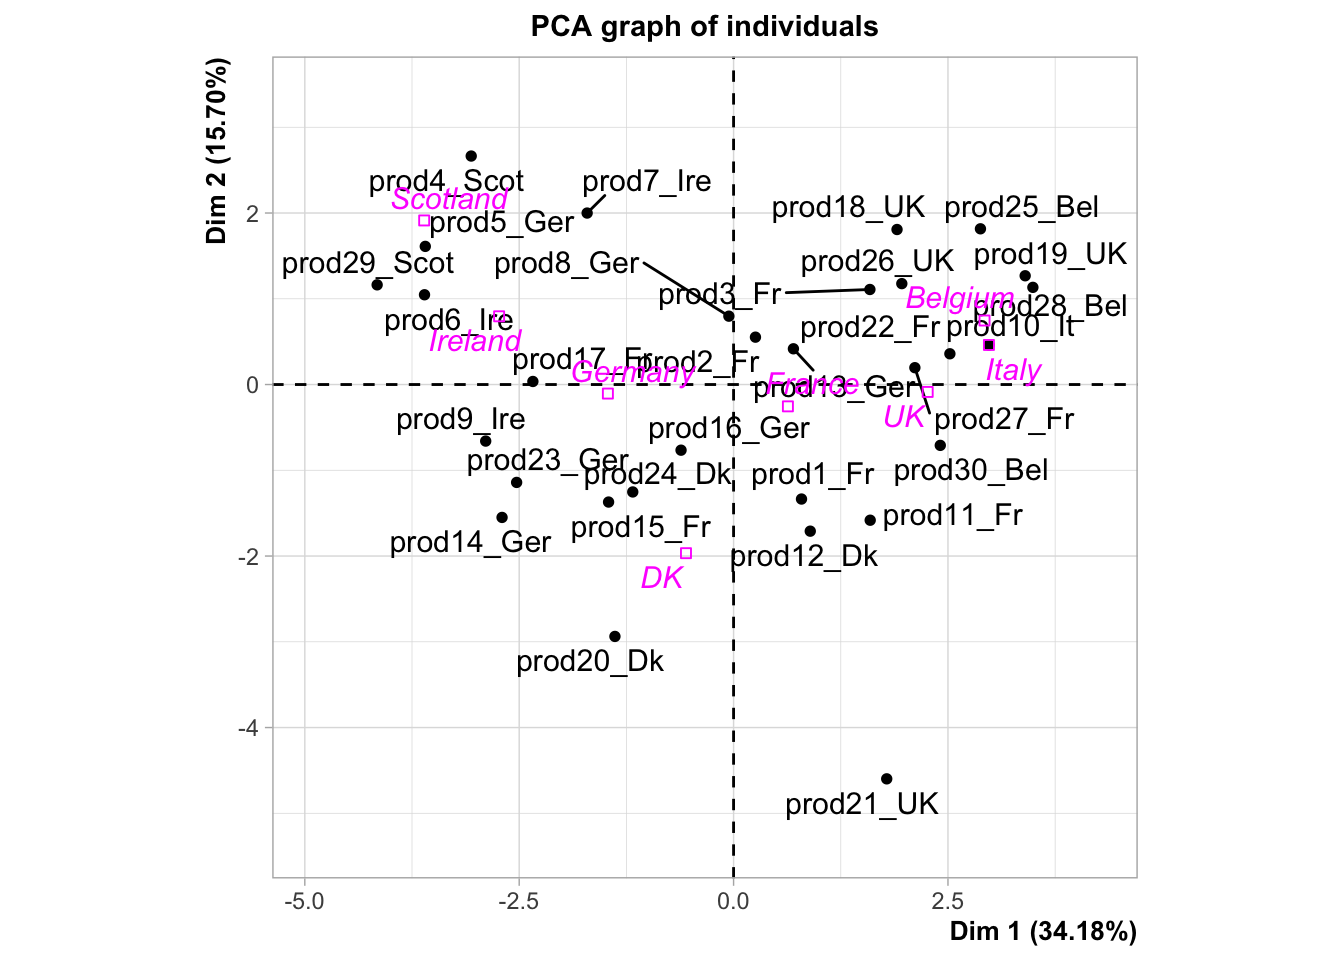 PCA graph of individuals
Dim 2 (15.70%)
prod4_Scot
prod7_Ire
Scotland
prod18_UK
prod25_Bel
2
prod5_Ger
prod19_UK
prod29_Scot
prod8_Ger
prod26_UK
prod3_Fr
Belgium
prod28_Bel
prod6_Ire
prod22_Fr
prod10_It
Ireland
prod17_Fr
prod2_Fr
Germany
Italy
0
France
prod13_Ger
prod9_Ire
UK
prod27_Fr
prod16_Ger
prod23_Ger
prod24_Dk
prod1_Fr
prod30_Bel
prod15_Fr
prod11_Fr
prod14_Ger
-2
prod12_Dk
DK
prod20_Dk
-4
prod21_UK
-5.0
-2.5
0.0
2.5
Dim 1 (34.18%)